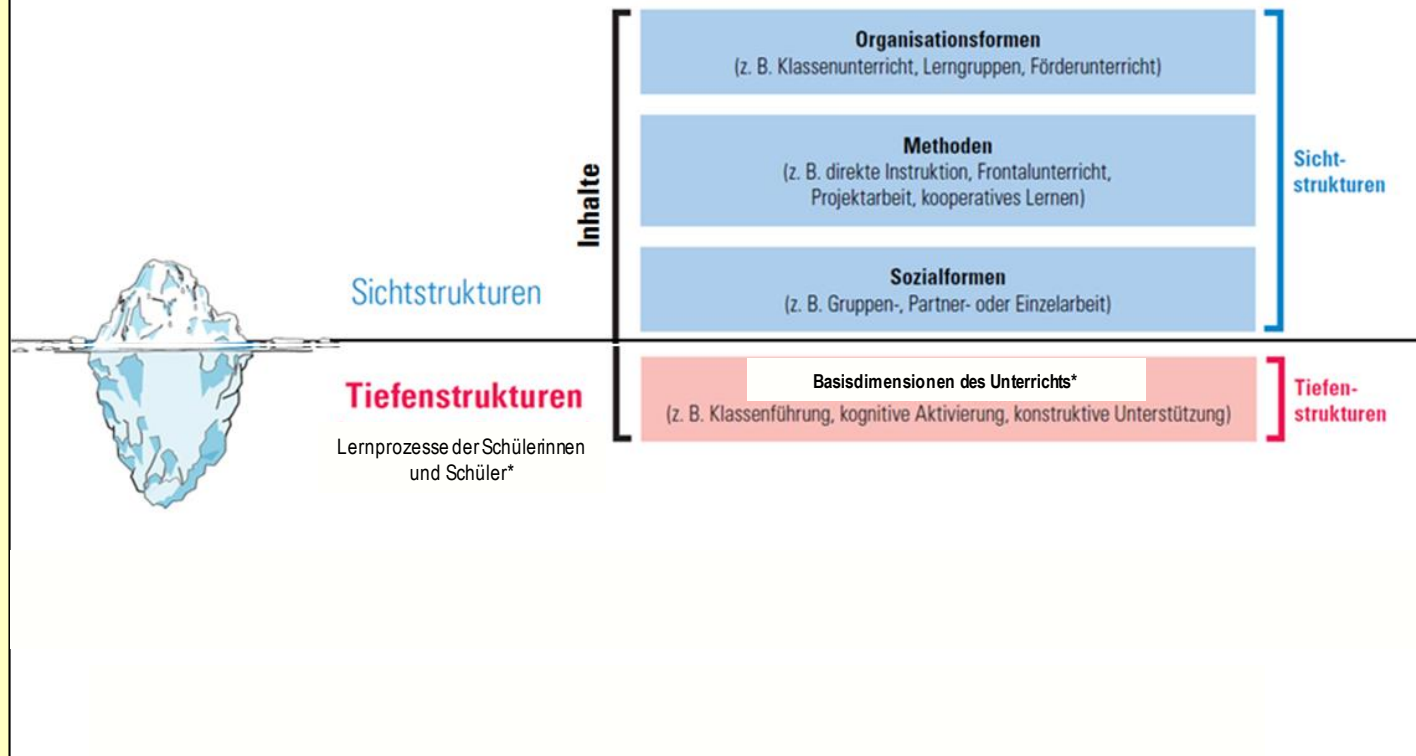 Organisationsformen
(z. B. Klassenunterricht, Lerngruppen, Förderunterricht)
Methoden
(z. B. direkte Instruktion, Frontalunterricht,
Projektarbeit, kooperatives Lernen)
Sozialformen
(z. B. Gruppen-, Partner- oder Einzelarbeit)
Inhalte
Sicht-
strukturen
Sichtstrukturen
Tiefenstrukturen
Lernprozesse der Schülerinnen
und Schüler*
Basisdimensionen des Unterrichts*
(z. B. Klassenführung, kognitive Aktivierung, konstruktive Unterstützung)
Tiefen-
strukturen